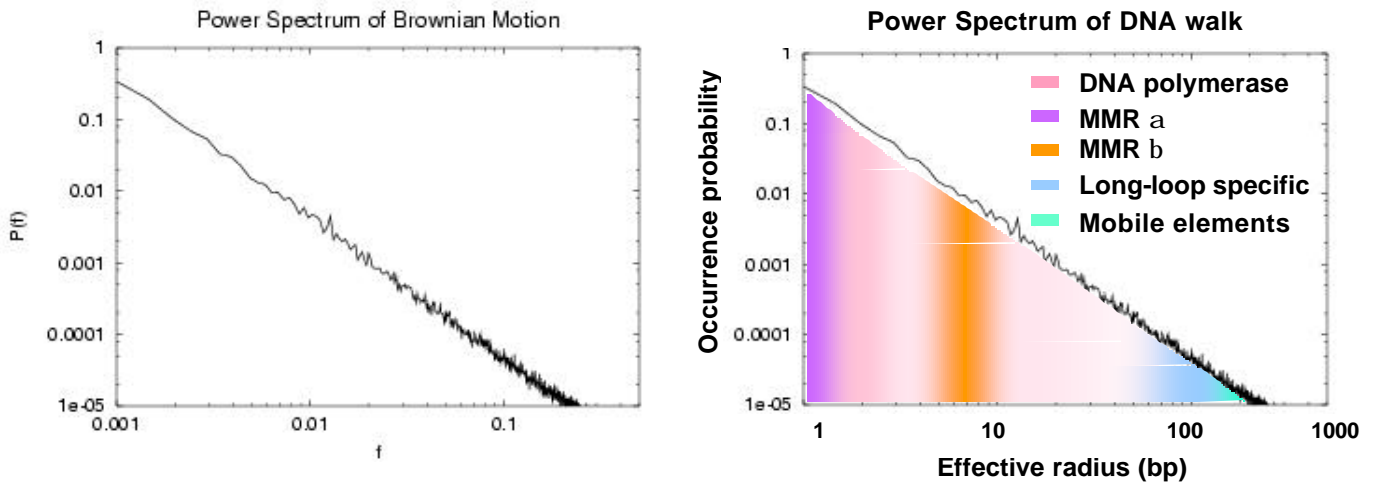 Power Spectrum of Brownian Motion
1
0.1
0.01
0.001
0.0001
1e-05
P(f)
0.001
0.01
0.1
f
Power Spectrum of DNA walk
1
0.1
0.01
0.001
0.0001
1e-05
Occurrence probability
DNA polymerase
MMR a
MMR b
Long-loop specific
Mobile elements
1
10
100
1000
Effective radius (bp)